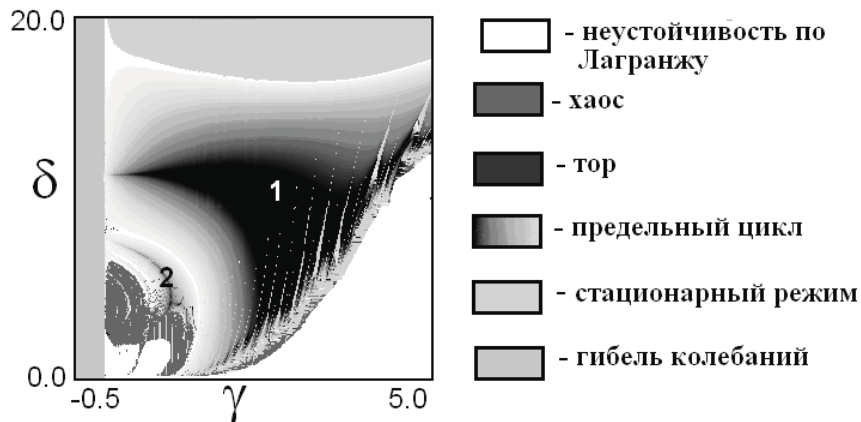 20.0
δ
0.0
-0.5
γ
5.0
1
2
- неустойчивость по
Лагранжу
- хаос
- тор
- предельный цикл
- стационарный режим
- гибель колебаний